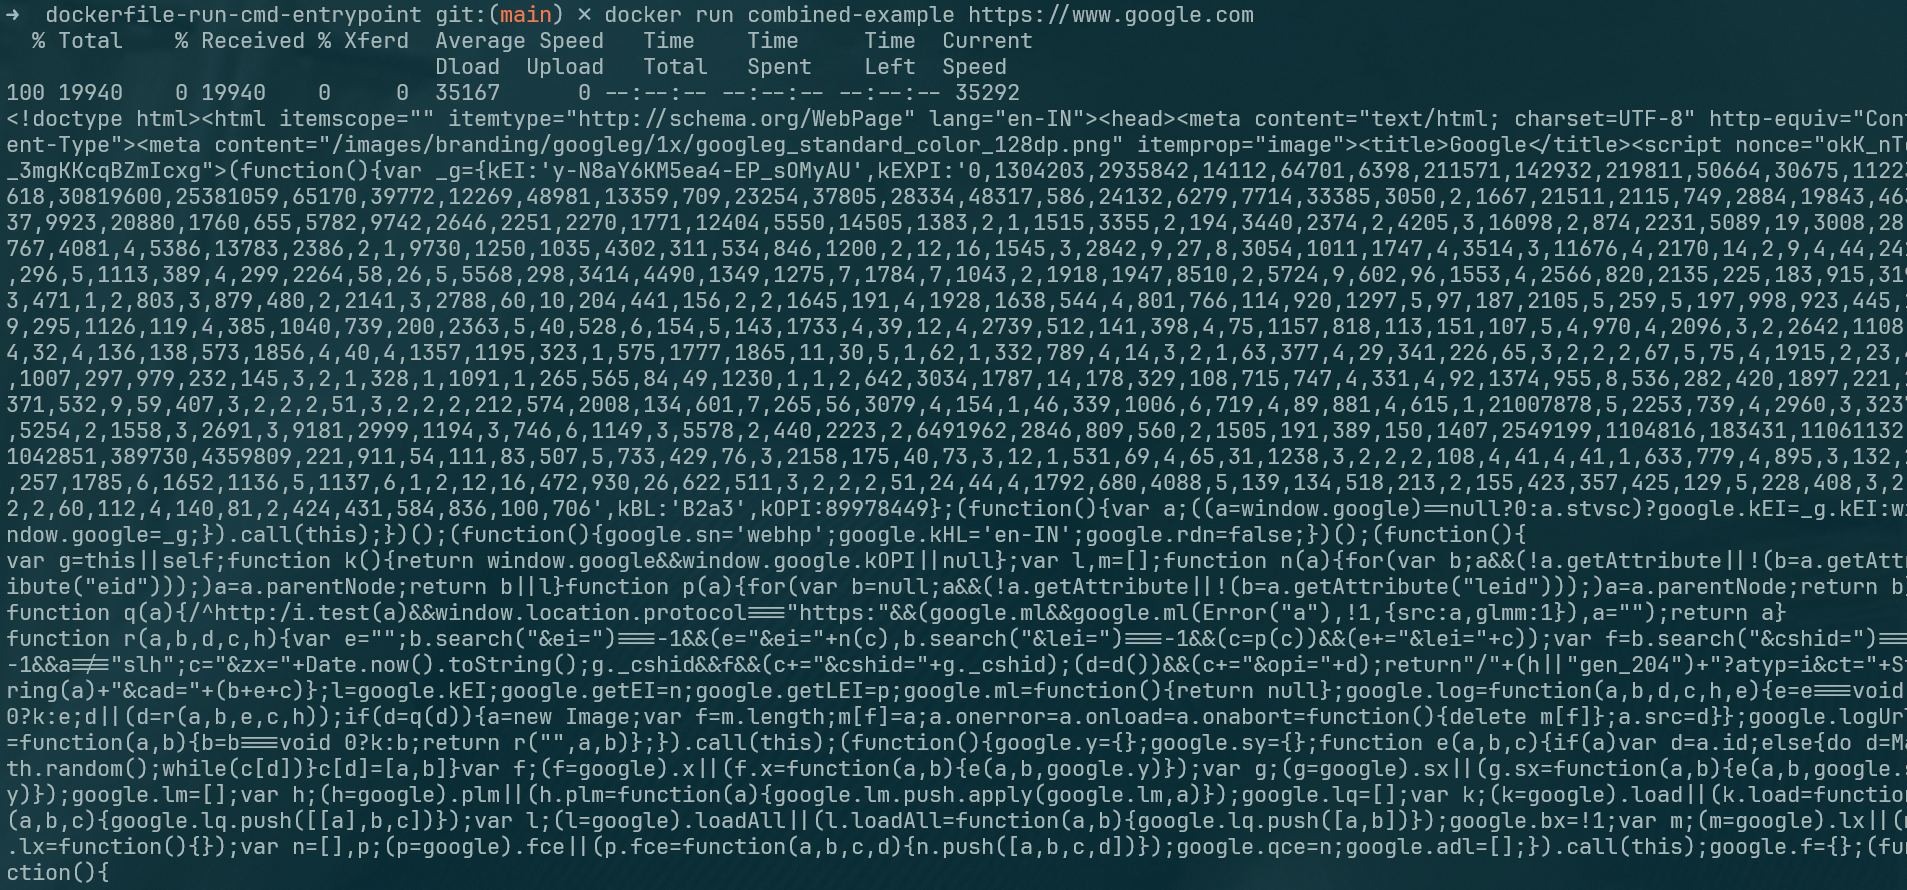 ➜  dockerfile-run-cmd-entrypoint git:(main) × docker run combined-example https://www.google.com
  % Total    % Received % Xferd  Average Speed   Time    Time     Time  Current
                                 Dload  Upload   Total   Spent    Left  Speed
100 19940    0 19940    0     0  35167      0 --:--:-- --:--:-- --:--:-- 35292
<!doctype html><html itemscope="" itemtype="http://schema.org/WebPage" lang="en-IN"><head><meta content="text/html; charset=UTF-8" http-equiv="Cont
ent-Type"><meta content="/images/branding/googleg/1x/googleg_standard_color_128dp.png" itemprop="image"><title>Google</title><script nonce="okK_nT
_3mgKKcqBZmIcxg">(function(){var _g={kEI:'y-N8aY6KM5ea4-EP_sOMyAU',kEXPI:'0,1304203,2935842,14112,64701,6398,211571,142932,219811,50664,30675,11223
618,30819600,25381059,65170,39772,12269,48981,13359,709,23254,37805,28334,48317,586,24132,6279,7714,33385,3050,2,1667,21511,2115,749,2884,19843,463
37,9923,20880,1760,655,5782,9742,2646,2251,2270,1771,12404,5550,14505,1383,2,1,1515,3355,2,194,3440,2374,2,4205,3,16098,2,874,2231,5089,19,3008,28
767,4081,4,5386,13783,2386,2,1,9730,1250,1035,4302,311,534,846,1200,2,12,16,1545,3,2842,9,27,8,3054,1011,1747,4,3514,3,11676,4,2170,14,2,9,4,44,241
,296,5,1113,389,4,299,2264,58,26,5,5568,298,3414,4490,1349,1275,7,1784,7,1043,2,1918,1947,8510,2,5724,9,602,96,1553,4,2566,820,2135,225,183,915,319
3,471,1,2,803,3,879,480,2,2141,3,2788,60,10,204,441,156,2,2,1645,191,4,1928,1638,544,4,801,766,114,920,1297,5,97,187,2105,5,259,5,197,998,923,445,
9,295,1126,119,4,385,1040,739,200,2363,5,40,528,6,154,5,143,1733,4,39,12,4,2739,512,141,398,4,75,1157,818,113,151,107,5,4,970,4,2096,3,2,2642,1108
4,32,4,136,138,573,1856,4,40,4,1357,1195,323,1,575,1777,1865,11,30,5,1,62,1,332,789,4,14,3,2,1,63,377,4,29,341,226,65,3,2,2,2,67,5,75,4,1915,2,23,
,1007,297,979,232,145,3,2,1,328,1,1091,1,265,565,84,49,1230,1,1,2,642,3034,1787,14,178,329,108,715,747,4,331,4,92,1374,955,8,536,282,420,1897,221,
371,532,9,59,407,3,2,2,2,51,3,2,2,2,212,574,2008,134,601,7,265,56,3079,4,154,1,46,339,1006,6,719,4,89,881,4,615,1,21007878,5,2253,739,4,2960,3,3237
,5254,2,1558,3,2691,3,9181,2999,1194,3,746,6,1149,3,5578,2,440,2223,2,6491962,2846,809,560,2,1505,191,389,150,1407,2549199,1104816,183431,11061132
1042851,389730,4359809,221,911,54,111,83,507,5,733,429,76,3,2158,175,40,73,3,12,1,531,69,4,65,31,1238,3,2,2,2,108,4,41,4,41,1,633,779,4,895,3,132,
,257,1785,6,1652,1136,5,1137,6,1,2,12,16,472,930,26,622,511,3,2,2,2,51,24,44,4,1792,680,4088,5,139,134,518,213,2,155,423,357,425,129,5,228,408,3,2
2,2,60,112,4,140,81,2,424,431,584,836,100,706',kBL:'B2a3',kOPI:89978449};(function(){var a;((a=window.google)==null?0:a.stvsc)?google.kEI=_g.kEI:wi
ndow.google=_g;}).call(this);})();(function(){google.sn='webhp';google.kHL='en-IN';google.rdn=false;})();(function(){
var g=this||self;function k(){return window.google&&window.google.kOPI||null};var l,m=[];function n(a){for(var b;a&&(!a.getAttribute||!(b=a.getAttr
ibute("eid")));)a=a.parentNode;return b||l}function p(a){for(var b=null;a&&(!a.getAttribute||!(b=a.getAttribute("leid")));)a=a.parentNode;return b}
function q(a){/^http:/i.test(a)&&window.location.protocol==="https:"&&(google.ml&&google.ml(Error("a"),!1,{src:a,glmm:1}),a="");return a}
function r(a,b,d,c,h){var e="";b.search("&ei=")===-1&&(e="&ei="+n(c),b.search("&lei=")===-1&&(c=p(c))&&(e+="&lei="+c));var f=b.search("&cshid=")===
-1&&a!=="slh";c="&zx="+Date.now().toString();g._cshid&&f&&(c+="&cshid="+g._cshid);(d=d())&&(c+="&opi="+d);return"/"+(h||"gen_204")+"?atyp=i&ct="+St
ring(a)+"&cad="+(b+e+c)};l=google.kEI;google.getEI=n;google.getLEI=p;google.ml=function(){return null};google.log=function(a,b,d,c,h,e){e=e===void
0?k:e;d||(d=r(a,b,e,c,h));if(d=q(d)){a=new Image;var f=m.length;m[f]=a;a.onerror=a.onload=a.onabort=function(){delete m[f]};a.src=d}};google.logUrl
=function(a,b){b=b===void 0?k:b;return r("",a,b)};}).call(this);(function(){google.y={};google.sy={};function e(a,b,c){if(a)var d=a.id;else{do d=Ma
th.random();while(c[d])}c[d]=[a,b]}var f;(f=google).x||(f.x=function(a,b){e(a,b,google.y)});var g;(g=google).sx||(g.sx=function(a,b){e(a,b,google.s
y)});google.lm=[];var h;(h=google).plm||(h.plm=function(a){google.lm.push.apply(google.lm,a)});google.lq=[];var k;(k=google).load||(k.load=function
(a,b,c){google.lq.push([[a],b,c])});var l;(l=google).loadAll||(l.loadAll=function(a,b){google.lq.push([a,b])});google.bx=!1;var m;(m=google).lx||(m
.lx=function(){});var n=[],p;(p=google).fce||(p.fce=function(a,b,c,d){n.push([a,b,c,d])});google.qce=n;google.adl=[];}).call(this);google.f={};(fun
ction(){